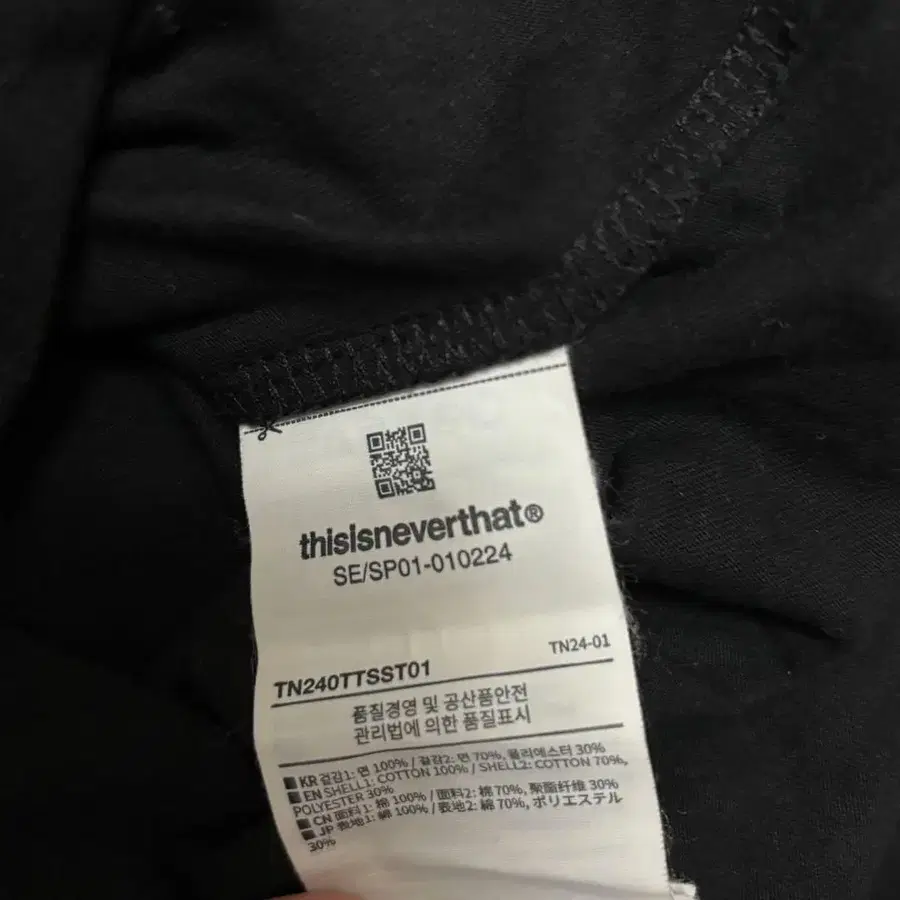 thisisneverthat®
SE/SP01-010224
TN240TTSST01 TN24-01
품질경영 및 공산품안전
관리법에 의한 품질표시
KR 겉감1: 면 100% / 겉감2: 면 70%, 폴리에스터 30%
EN SHELL1: COTTON 100% / SHELL2: COTTON 70%,
POLYESTER 30%
CN 面料1: 棉 100% / 面料2: 棉 70%, 聚酯纤维 30%
JP 表地1: 綿 100% / 表地2: 綿 70%, ポリエステル
30%